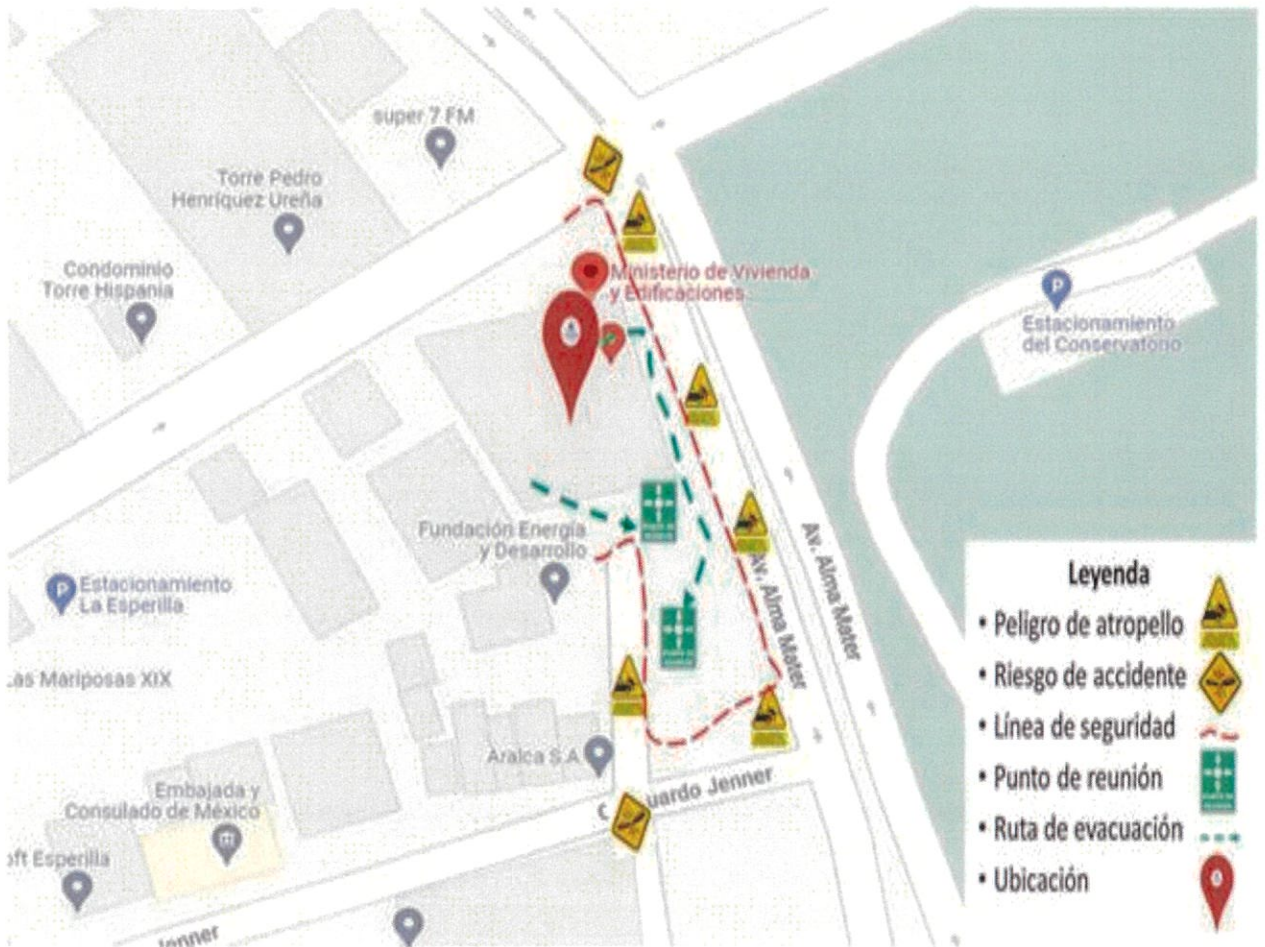 super 7 FM
Torre Pedro
Henríquez Ureña
Condominio
Torre Hispania
Ministerio de Vivienda
y Edificaciones
Estacionamiento
del Conservatorio
Fundación Energía
y Desarrollo
Estacionamiento
La Esperilla
Av. Alma Mater
Av. Alma Mater
Las Mariposas XIX
Aralca S.A
uardo Jenner
Embajada y
Consulado de México
oft Esperilla
Jenner
Leyenda
• Peligro de atropello
• Riesgo de accidente
• Línea de seguridad
• Punto de reunión
• Ruta de evacuación
• Ubicación